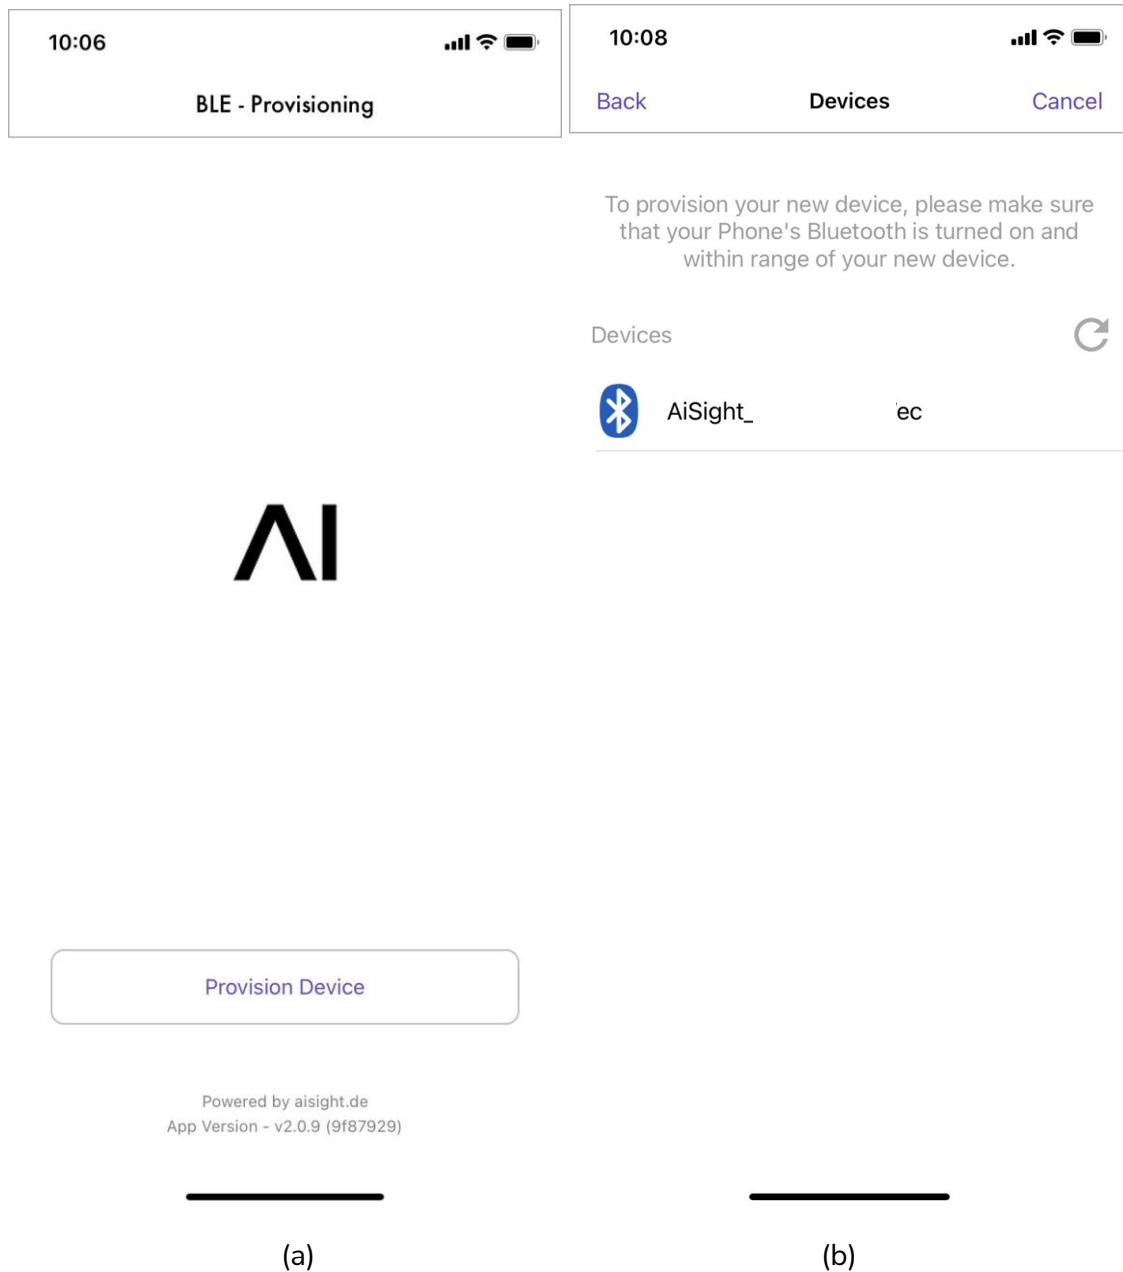 10:06
BLE - Provisioning
AI
Provision Device
Powered by aisight.de
App Version - v2.0.9 (9f87929)
(a)
10:08
Back Devices Cancel
To provision your new device, please make sure
that your Phone's Bluetooth is turned on and
within range of your new device.
Devices
AiSight_ ec
(b)